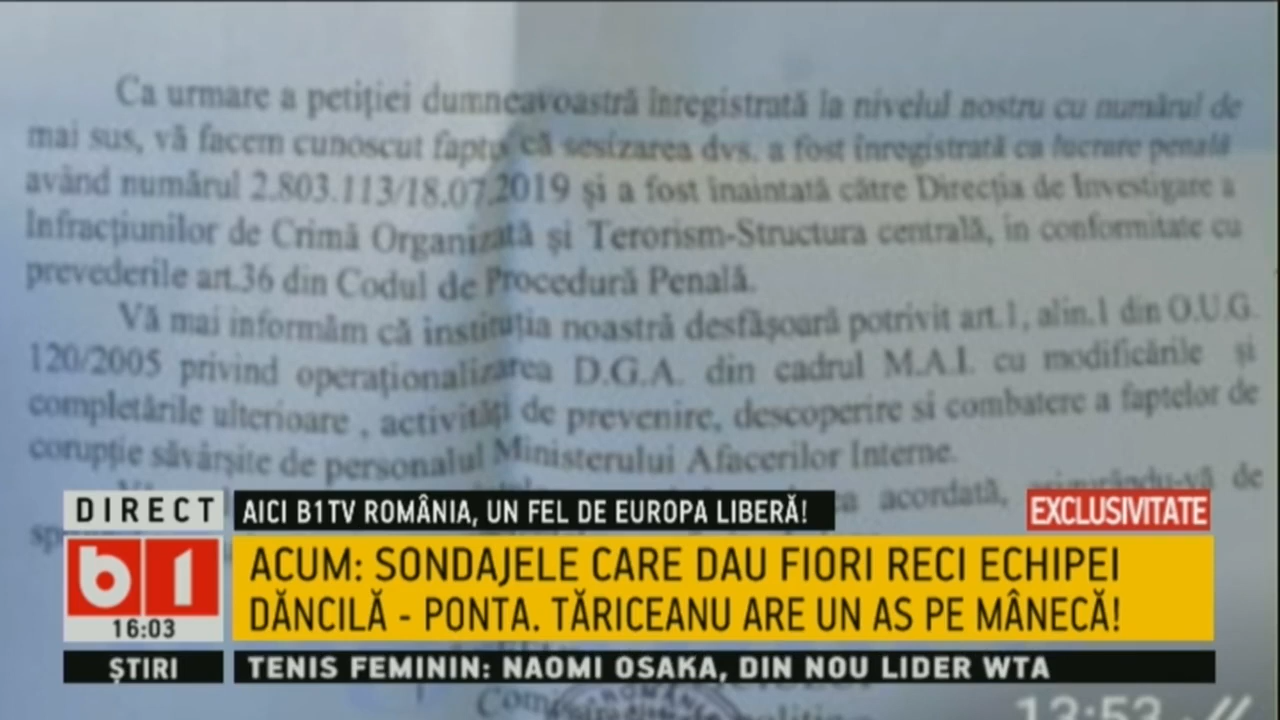 Ca urmare a petiției dumneavoastră înregistrată la nivelul nostru cu numărul de
mai sus, vă facem cunoscut faptu că sesizarea dvs. a fost înregistrată ca lucrare penală
având numărul 2.803.113/18.07.2019 și a fost înaintată către Direcția de Investigare a
Infracțiunilor de Crimă Organizată și Terorism-Structura centrală, in conformitate cu
prevederile art.36 din Codul de Procedură Penală.
Vă mai informăm că instituția noastră desfășoară potrivit art.1, alin.1 din O.U.G.
120/2005 privind operaționalizarea D.G.A. din cadrul M.A.I. cu modificările și
completările ulterioare , activități de prevenire, descoperire si combatere a faptelor de
corupție săvârșite de personalul Ministerului Afacerilor Interne.
acordată, de
DIRECT
AICI B1TV ROMÂNIA, UN FEL DE EUROPA LIBERĂ!
EXCLUSIVITATE
b1
ACUM: SONDAJELE CARE DAU FIORI RECI ECHIPEI
DĂNCILĂ - PONTA. TĂRICEANU ARE UN AS PE MÂNECĂ!
16:03
ȘTIRI
TENIS FEMININ: NAOMI OSAKA, DIN NOU LIDER WTA